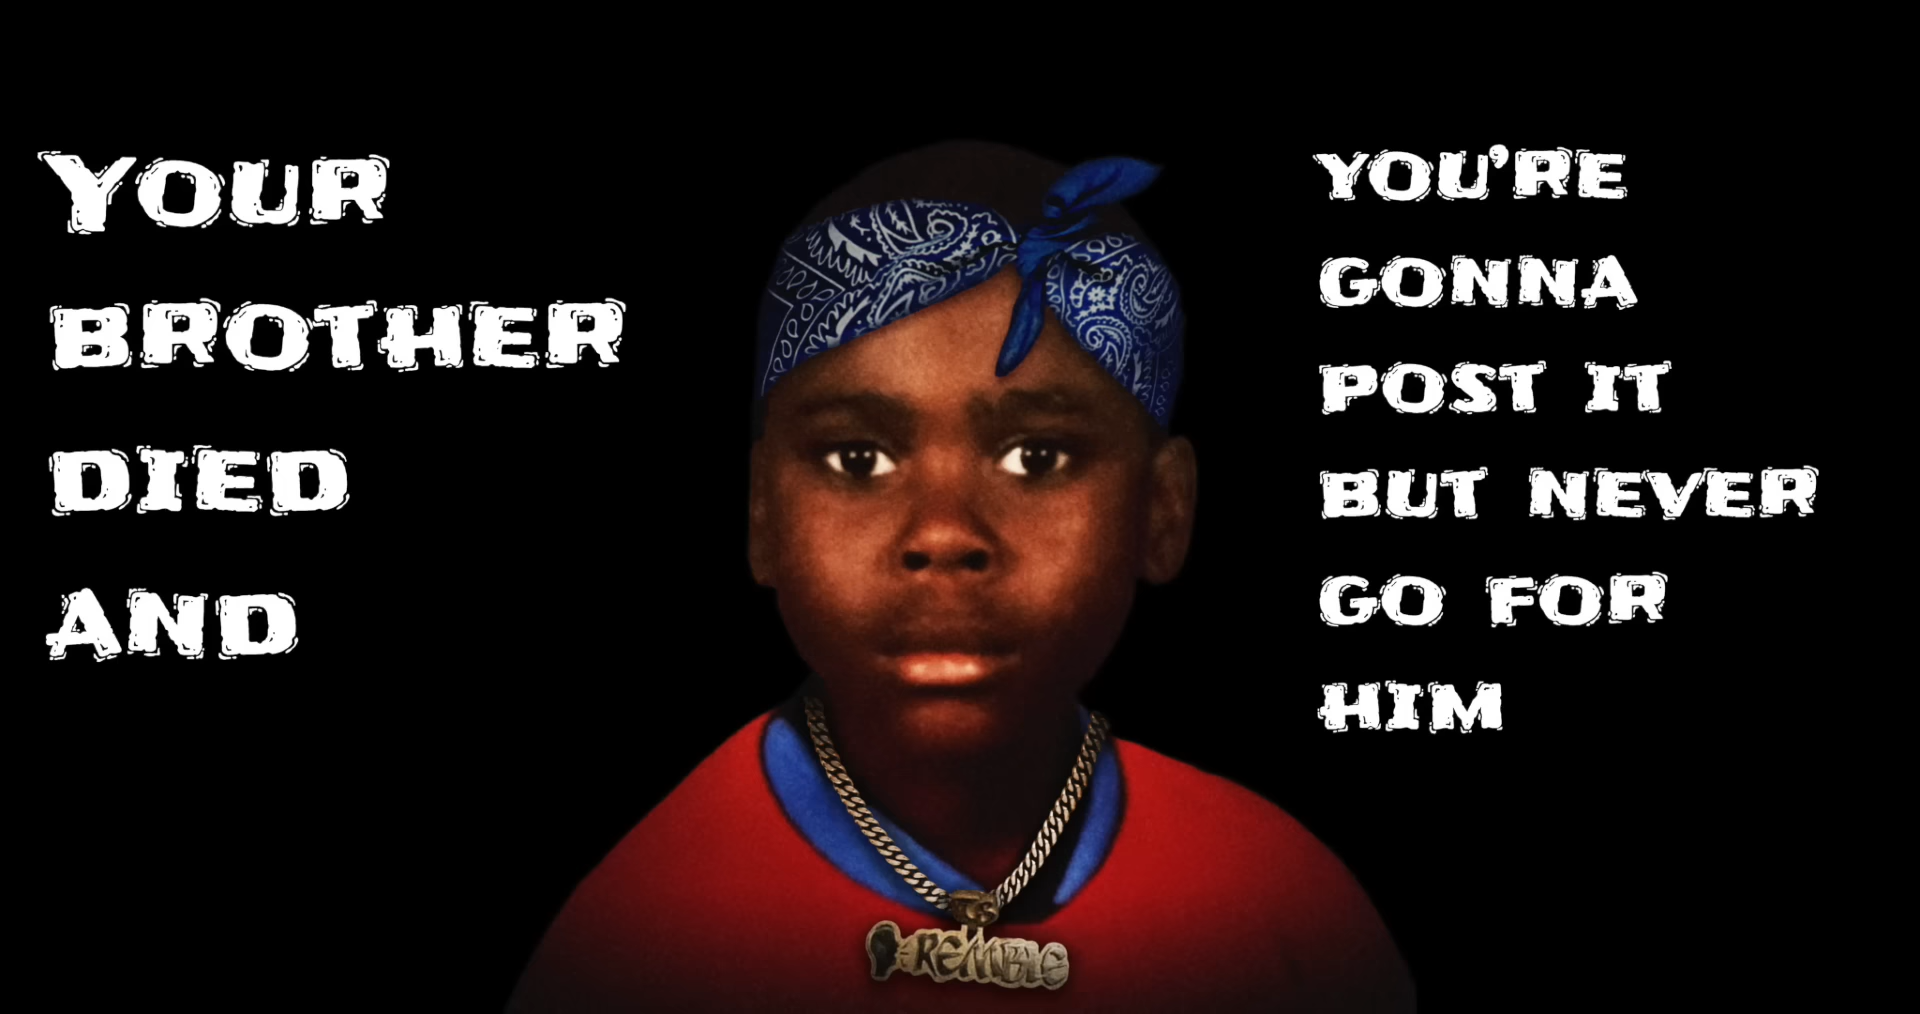 YOUR
BROTHER
DIED
AND
YOU'RE
GONNA
POST IT
BUT NEVER
GO FOR
HIM